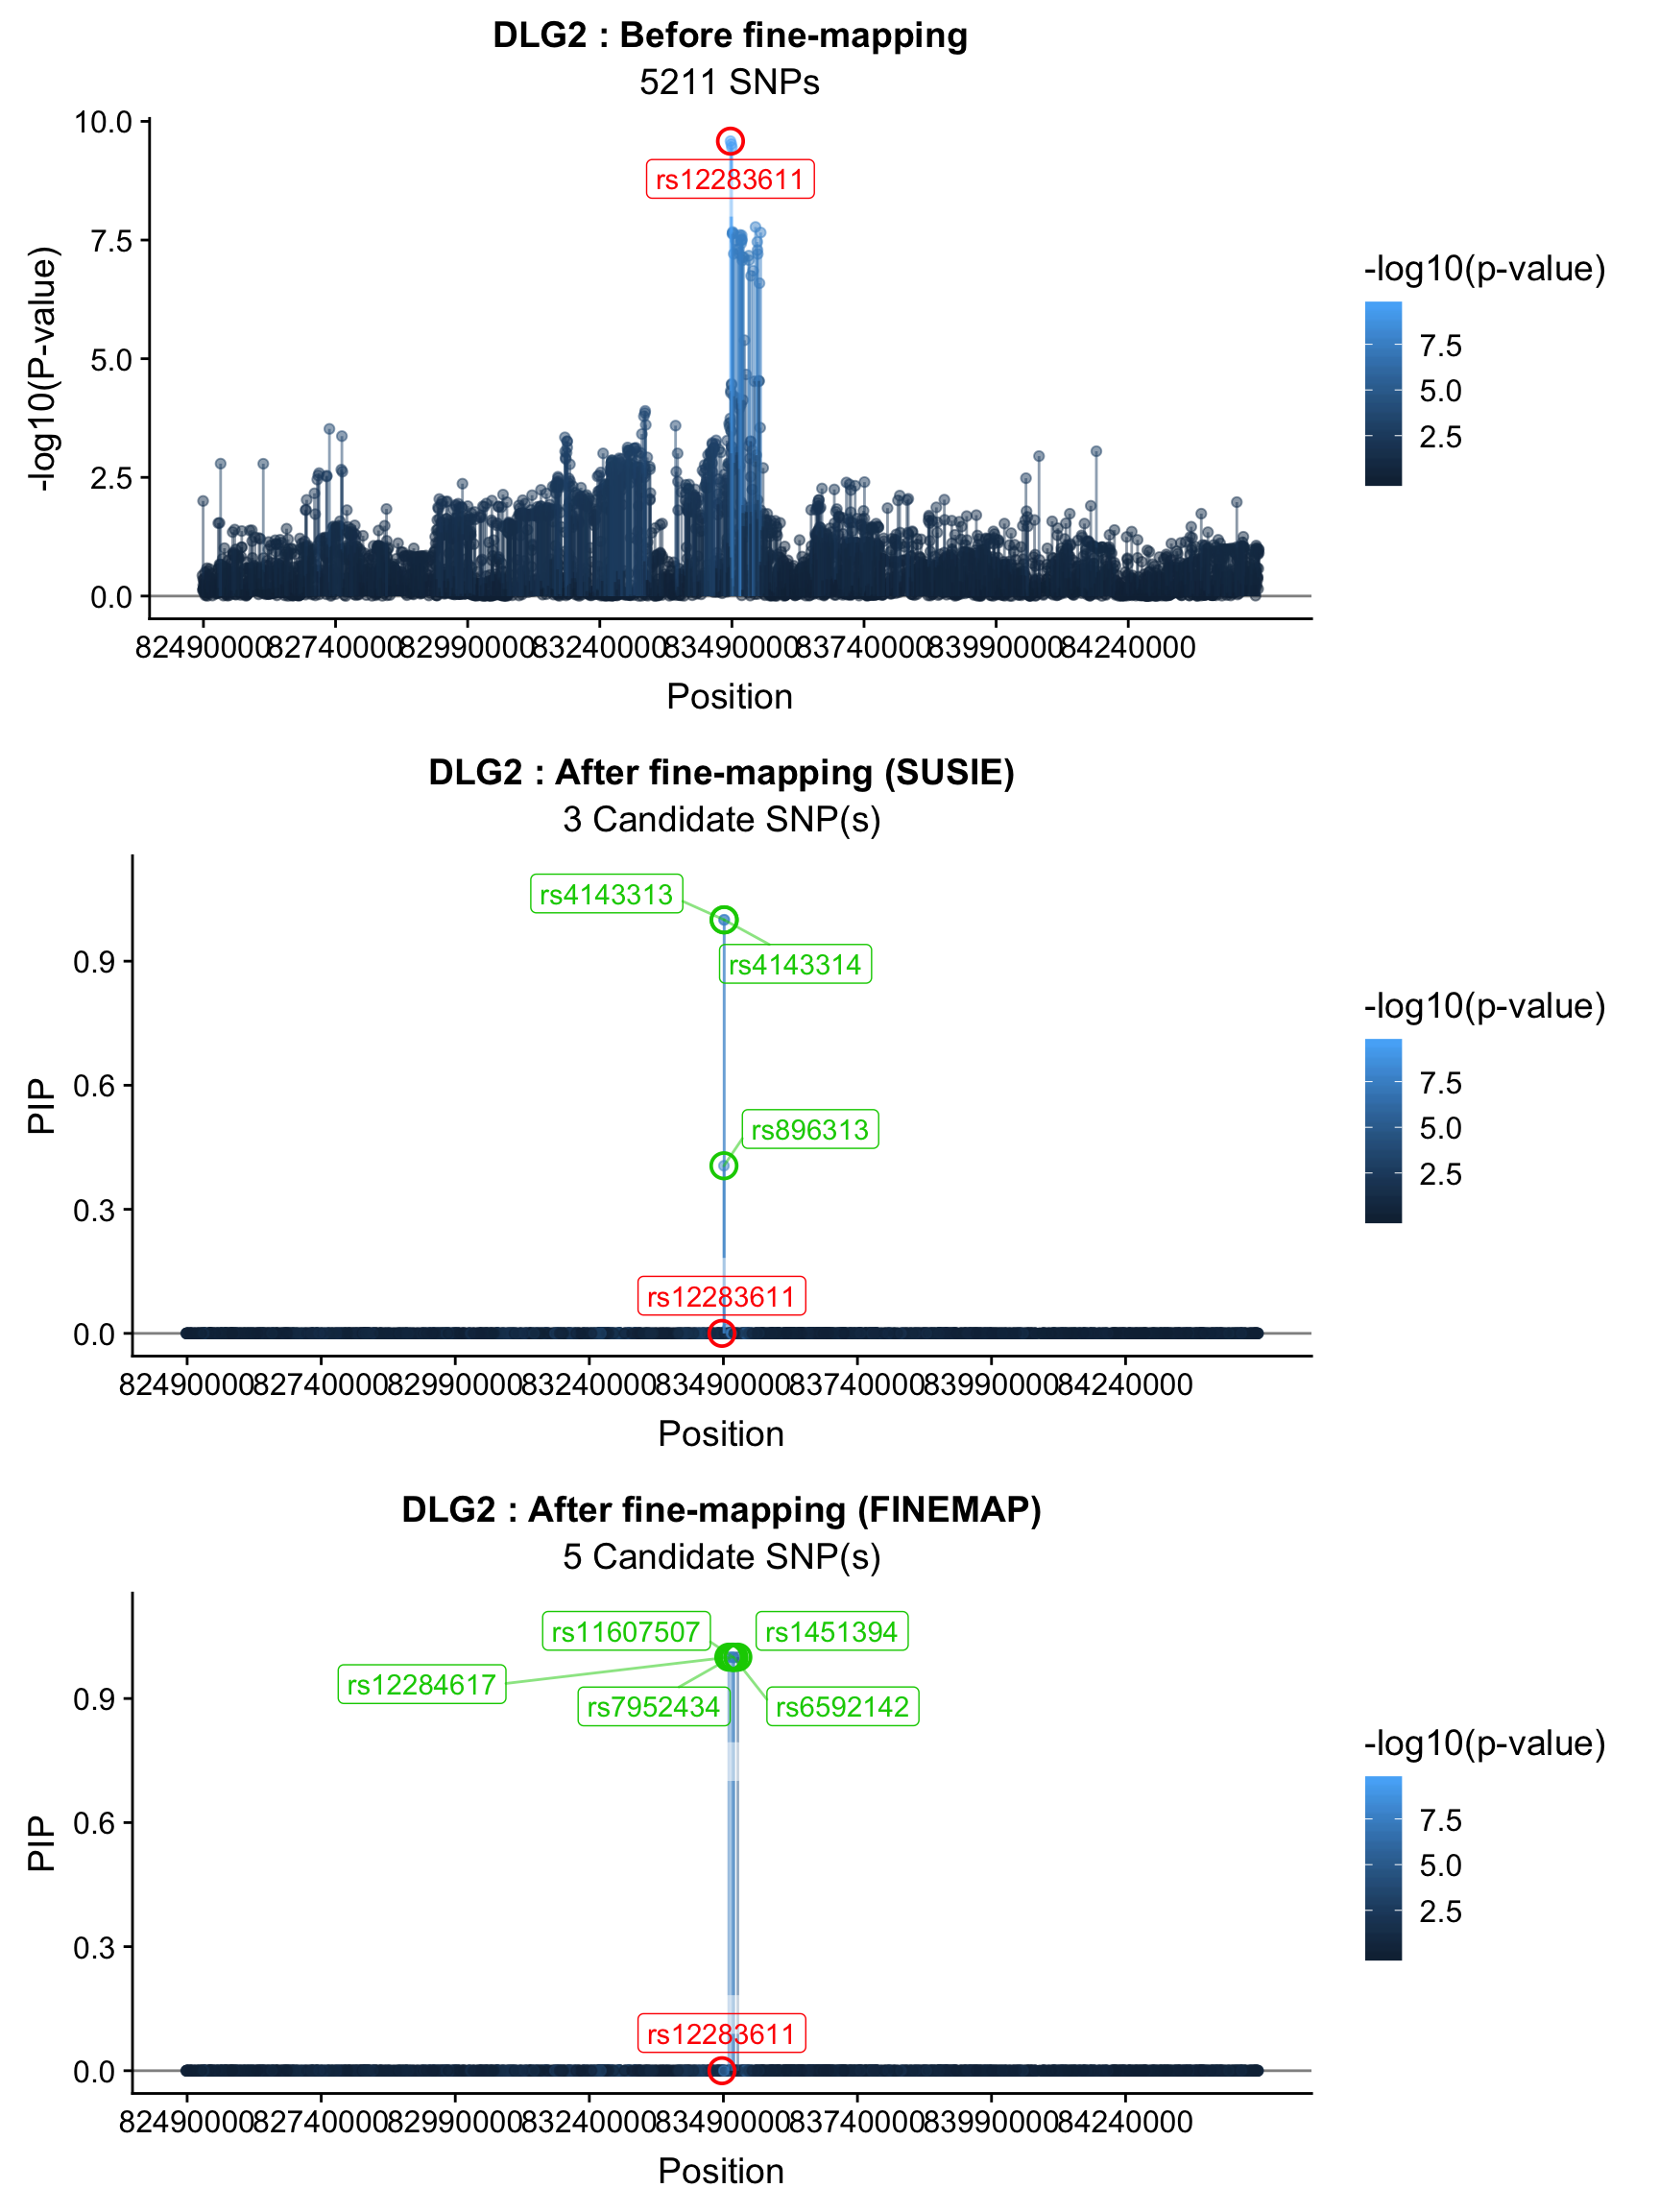 DLG2 : Before fine-mapping
5211 SNPs
-log10(P-value)
10.0
7.5
5.0
2.5
0.0
rs12283611
82490000 82740000 82990000 83240000 83490000 83740000 83990000 84240000
Position
-log10(p-value)
7.5
5.0
2.5
DLG2 : After fine-mapping (SUSIE)
3 Candidate SNP(s)
PIP
0.9
0.6
0.3
0.0
rs4143313
rs4143314
rs896313
rs12283611
82490000 82740000 82990000 83240000 83490000 83740000 83990000 84240000
Position
-log10(p-value)
7.5
5.0
2.5
DLG2 : After fine-mapping (FINEMAP)
5 Candidate SNP(s)
PIP
0.9
0.6
0.3
0.0
rs11607507 rs1451394
rs12284617
rs7952434 rs6592142
rs12283611
82490000 82740000 82990000 83240000 83490000 83740000 83990000 84240000
Position
-log10(p-value)
7.5
5.0
2.5